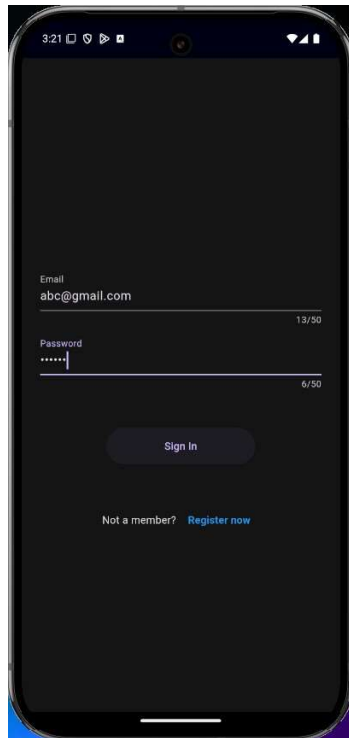 3:21
Email
abc@gmail.com
13/50
Password
••••••
6/50
Sign In
Not a member? Register now